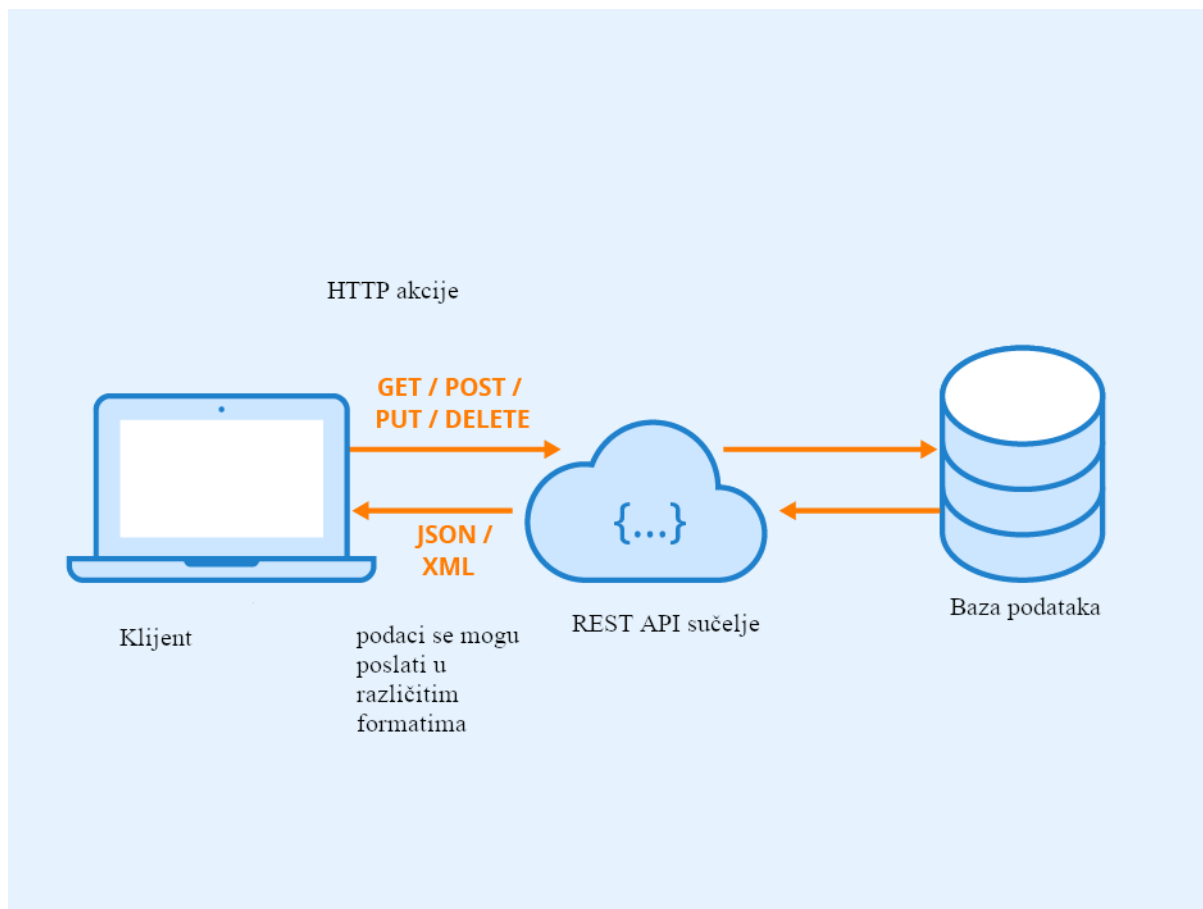 HTTP akcije
GET / POST /
PUT / DELETE
{...}
JSON /
XML
Klijent
podaci se mogu
poslati u
različitim
formatima
REST API sučelje
Baza podataka